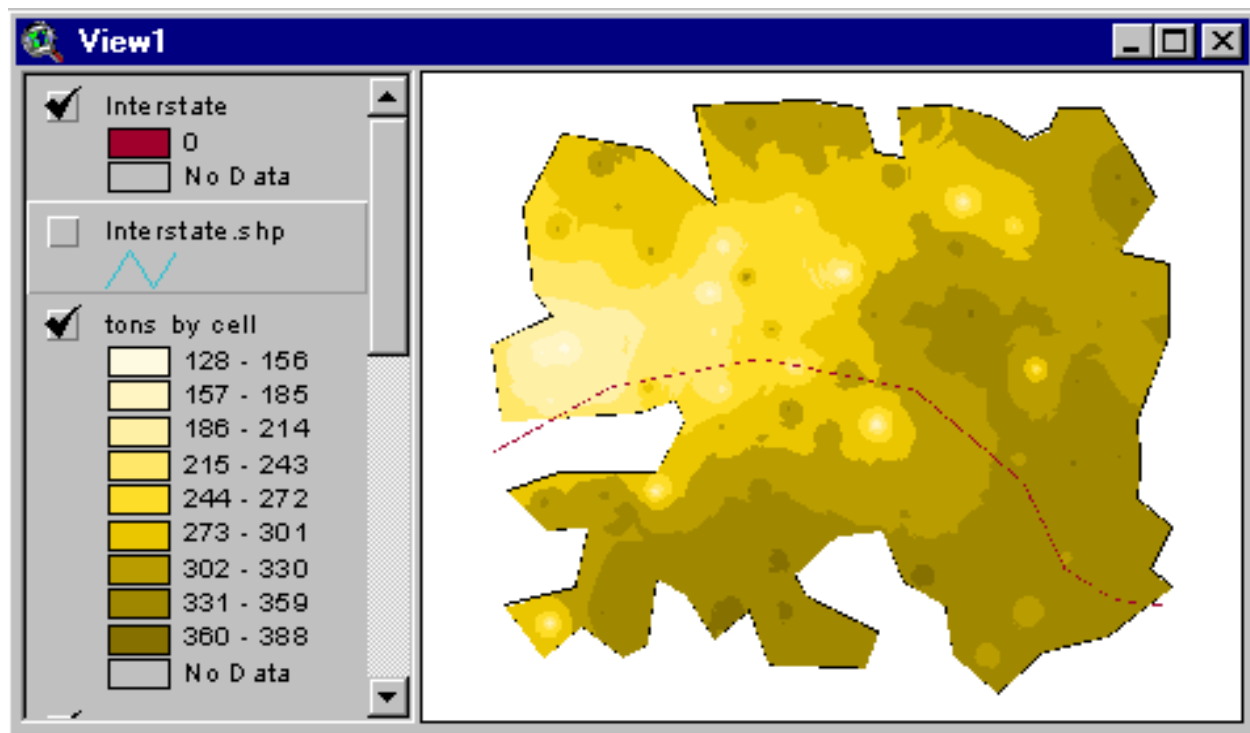 View1
Interstate
0
No Data
Interstate.shp
tons by cell
128 - 156
157 - 185
186 - 214
215 - 243
244 - 272
273 - 301
302 - 330
331 - 359
360 - 388
No Data